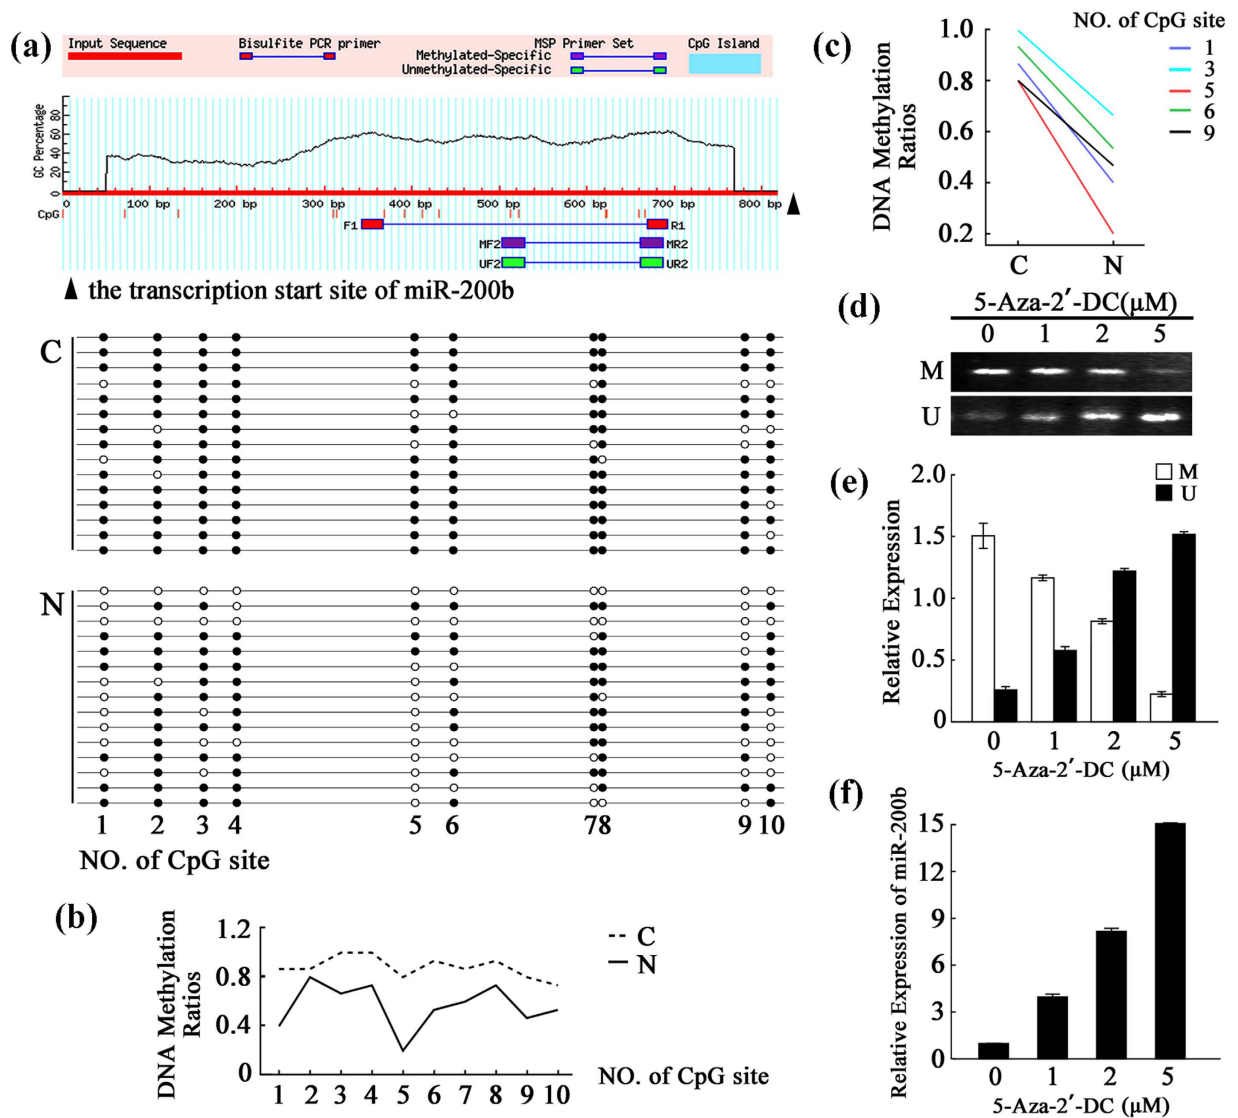 (a)
Input Sequence
Bisulfite PCR primer
MSP Primer Set
CpG Island
Methylated-Specific
Unmethylated-Specific
GC Percentage
0 20 40 60 80
100 bp 200 bp 300 bp 400 bp 500 bp 600 bp 700 bp 800 bp
CpG
F1 R1
MF2 MR2
UF2 UR2
▲ the transcription start site of miR-200b
C
N
1 2 3 4 5 6 7 8 9 10
NO. of CpG site
(b)
DNA Methylation
Ratios
1.2
0.8
0.4
0
1 2 3 4 5 6 7 8 9 10
NO. of CpG site
C
N
(c)
NO. of CpG site
1
3
5
6
9
DNA Methylation
Ratios
1.0
0.8
0.6
0.4
0.2
C N
(d)
5-Aza-2′-DC(μM)
0 1 2 5
M
U
(e)
Relative Expression
2.0
1.5
1.0
0.5
0
M
U
0 1 2 5
5-Aza-2′-DC (μM)
(f)
Relative Expression of miR-200b
15
12
9
6
3
0
0 1 2 5
5-Aza-2′-DC (μM)